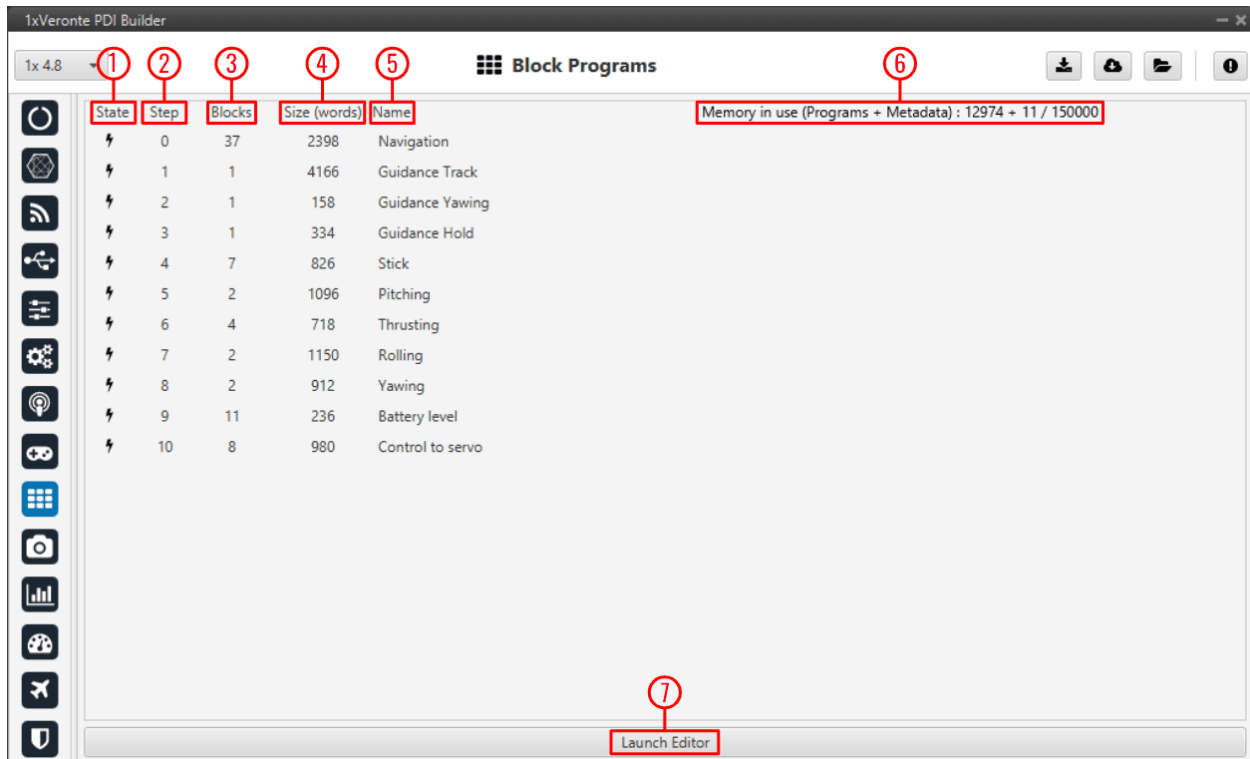 1xVeronte PDI Builder
1x 4.8
1
2
3
4
5
Block Programs
6
State Step Blocks Size (words) Name Memory in use (Programs + Metadata) : 12974 + 11 / 150000
0 37 2398 Navigation
1 1 4166 Guidance Track
2 1 158 Guidance Yawing
3 1 334 Guidance Hold
4 7 826 Stick
5 2 1096 Pitching
6 4 718 Thrusting
7 2 1150 Rolling
8 2 912 Yawing
9 11 236 Battery level
10 8 980 Control to servo
7
Launch Editor